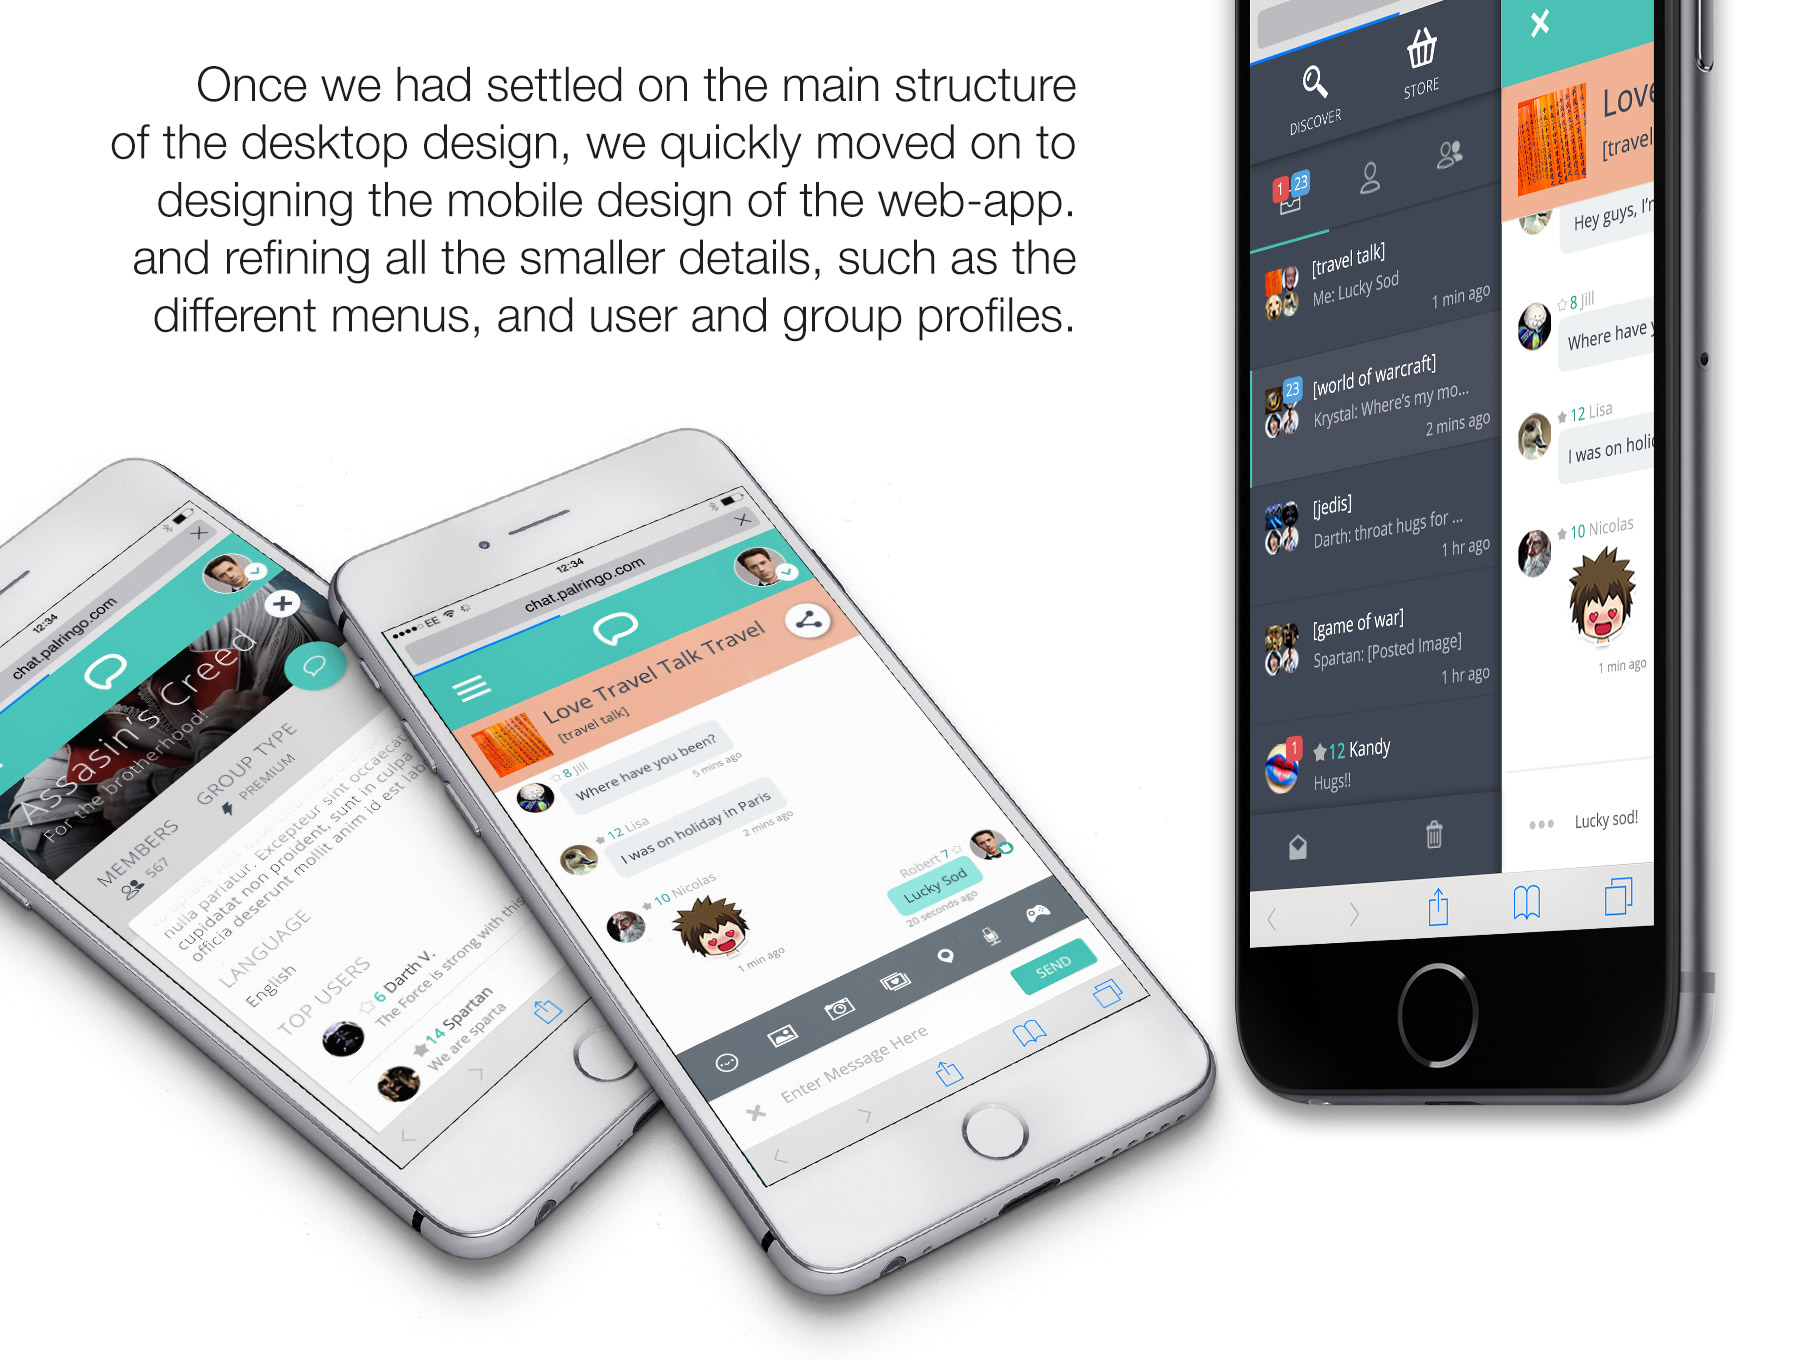 Once we had settled on the main structure
of the desktop design, we quickly moved on to
designing the mobile design of the web-app.
and refining all the smaller details, such as the
different menus, and user and group profiles.
12:34
chat.palringo.com
Assasin's Creed
For the brotherhood!
MEMBERS
567
GROUP TYPE
PREMIUM
nulla pariatur. Excepteur sint occaecat
cupidatat non proident, sunt in culpa
officia deserunt mollit anim id est lab
LANGUAGE
English
TOP USERS
6 Darth V.
The Force is strong with this
14 Spartan
We are sparta
EE
12:34
chat.palringo.com
Love Travel Talk Travel
[travel talk]
8 Jill
Where have you been?
5 mins ago
12 Lisa
I was on holiday in Paris
2 mins ago
Robert 7
Lucky Sod
20 seconds ago
10 Nicolas
1 min ago
Enter Message Here
SEND
DISCOVER
STORE
1 23
[travel talk]
Me: Lucky Sod
1 min ago
23
[world of warcraft]
Krystal: Where's my mo...
2 mins ago
[jedis]
Darth: throat hugs for ...
1 hr ago
[game of war]
Spartan: [Posted Image]
1 hr ago
1
12 Kandy
Hugs!!
Love
[travel
Hey guys, I'm
8 Jill
Where have y
12 Lisa
I was on holid
10 Nicolas
1 min ago
Lucky sod!